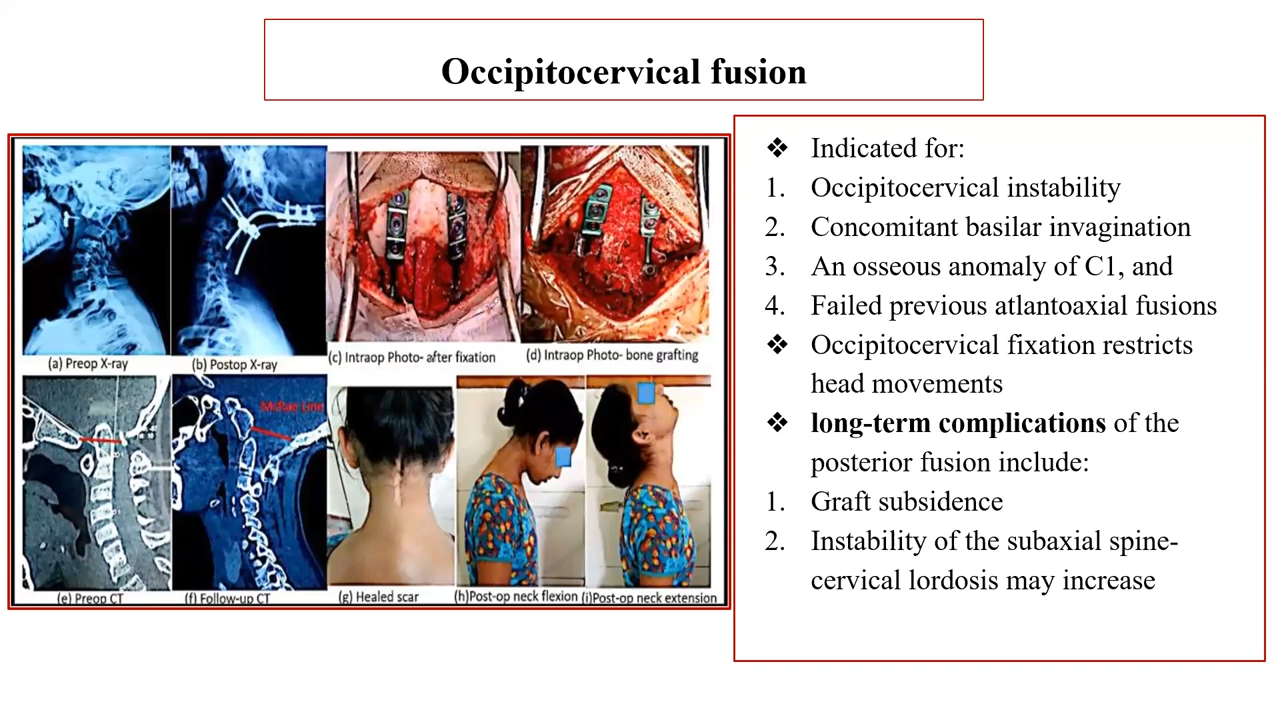 Occipitocervical fusion
(a) Preop X-ray
(b) Postop X-ray
(c) Intraop Photo- after fixation
(d) Intraop Photo- bone grafting
McRae Line
(e) Preop CT
(f) Follow-up CT
(g) Healed scar
(h)Post-op neck flexion
(i)Post-op neck extension
❖ Indicated for:
1. Occipitocervical instability
2. Concomitant basilar invagination
3. An osseous anomaly of C1, and
4. Failed previous atlantoaxial fusions
❖ Occipitocervical fixation restricts
head movements
❖ long-term complications of the
posterior fusion include:
1. Graft subsidence
2. Instability of the subaxial spine-
cervical lordosis may increase